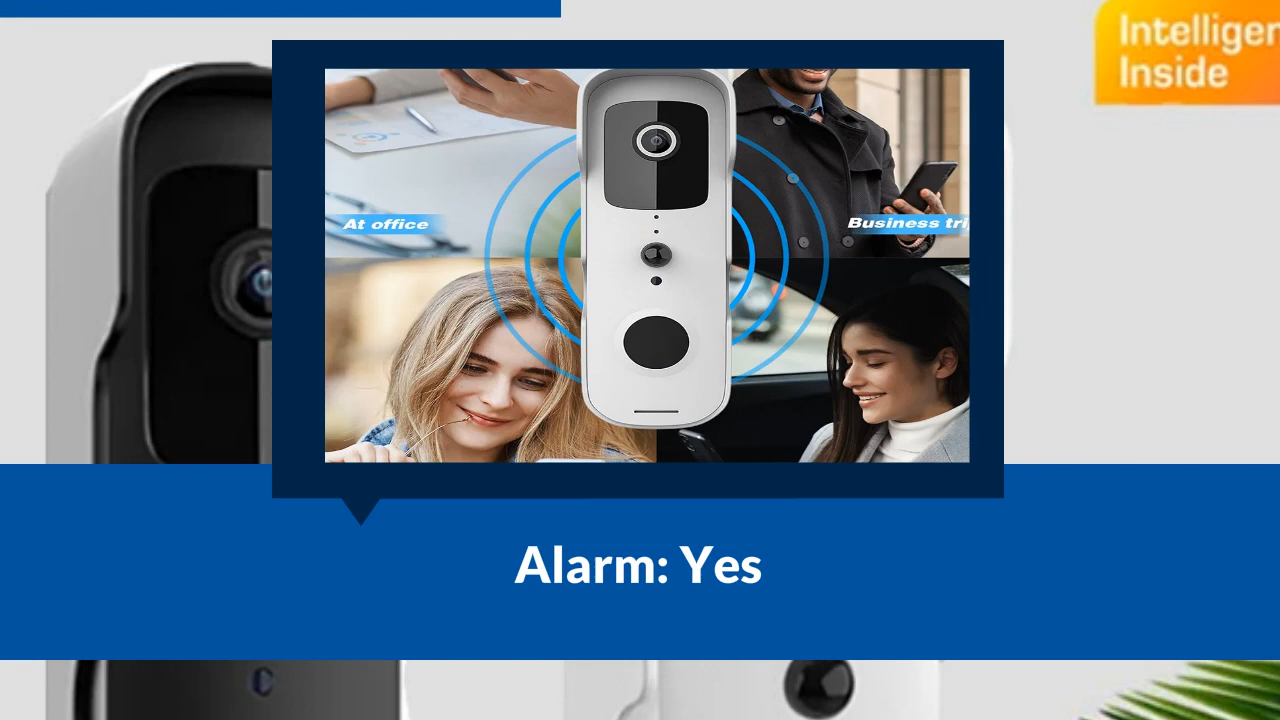 Intelligen
Inside
At office
Business tri
Alarm: Yes